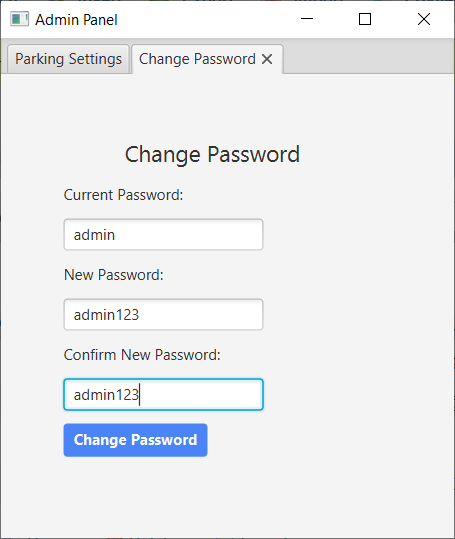 Admin Panel
Parking Settings Change Password
Change Password
Current Password:
admin
New Password:
admin123
Confirm New Password:
admin123
Change Password